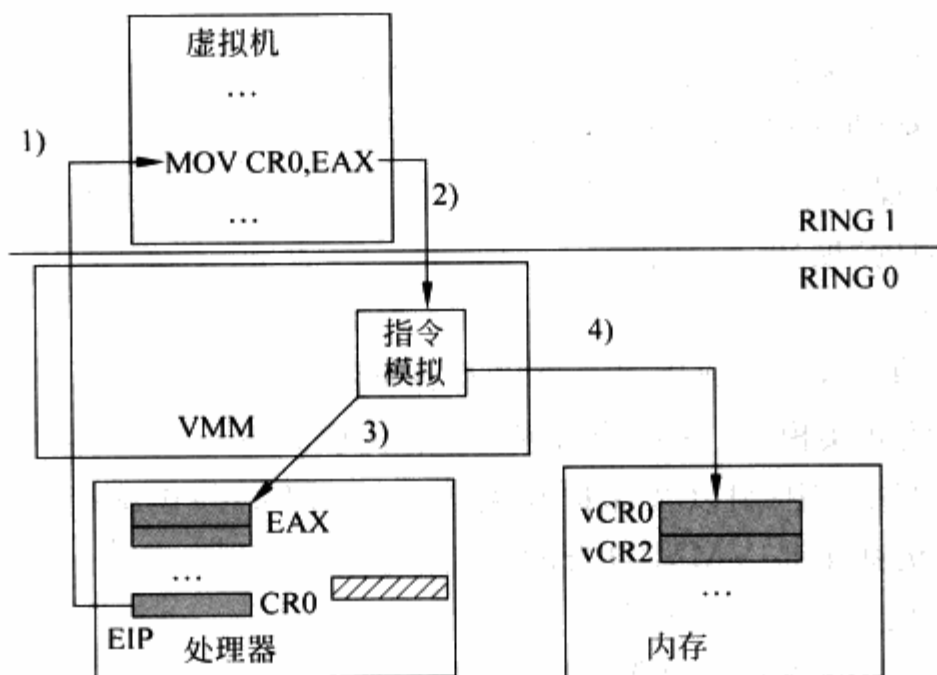 虚拟机
...
1)
MOV CR0,EAX
2)
...
RING 1
RING 0
指令
模拟
4)
VMM
3)
EAX
...
CR0
EIP
处理器
vCR0
vCR2
...
内存